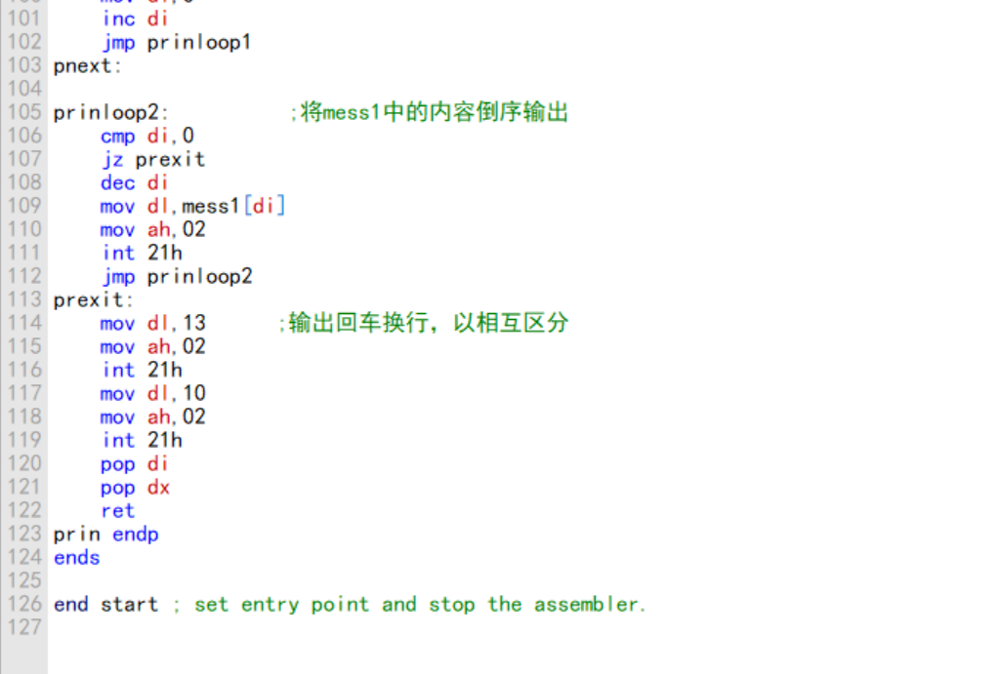 101 inc di
102 jmp prinloop1
103 pnext:
104
105 prinloop2: ;将mess1中的内容倒序输出
106 cmp di,0
107 jz prexit
108 dec di
109 mov dl,mess1[di]
110 mov ah,02
111 int 21h
112 jmp prinloop2
113 prexit:
114 mov dl,13 ;输出回车换行，以相互区分
115 mov ah,02
116 int 21h
117 mov dl,10
118 mov ah,02
119 int 21h
120 pop di
121 pop dx
122 ret
123 prin endp
124 ends
125
126 end start ; set entry point and stop the assembler.
127